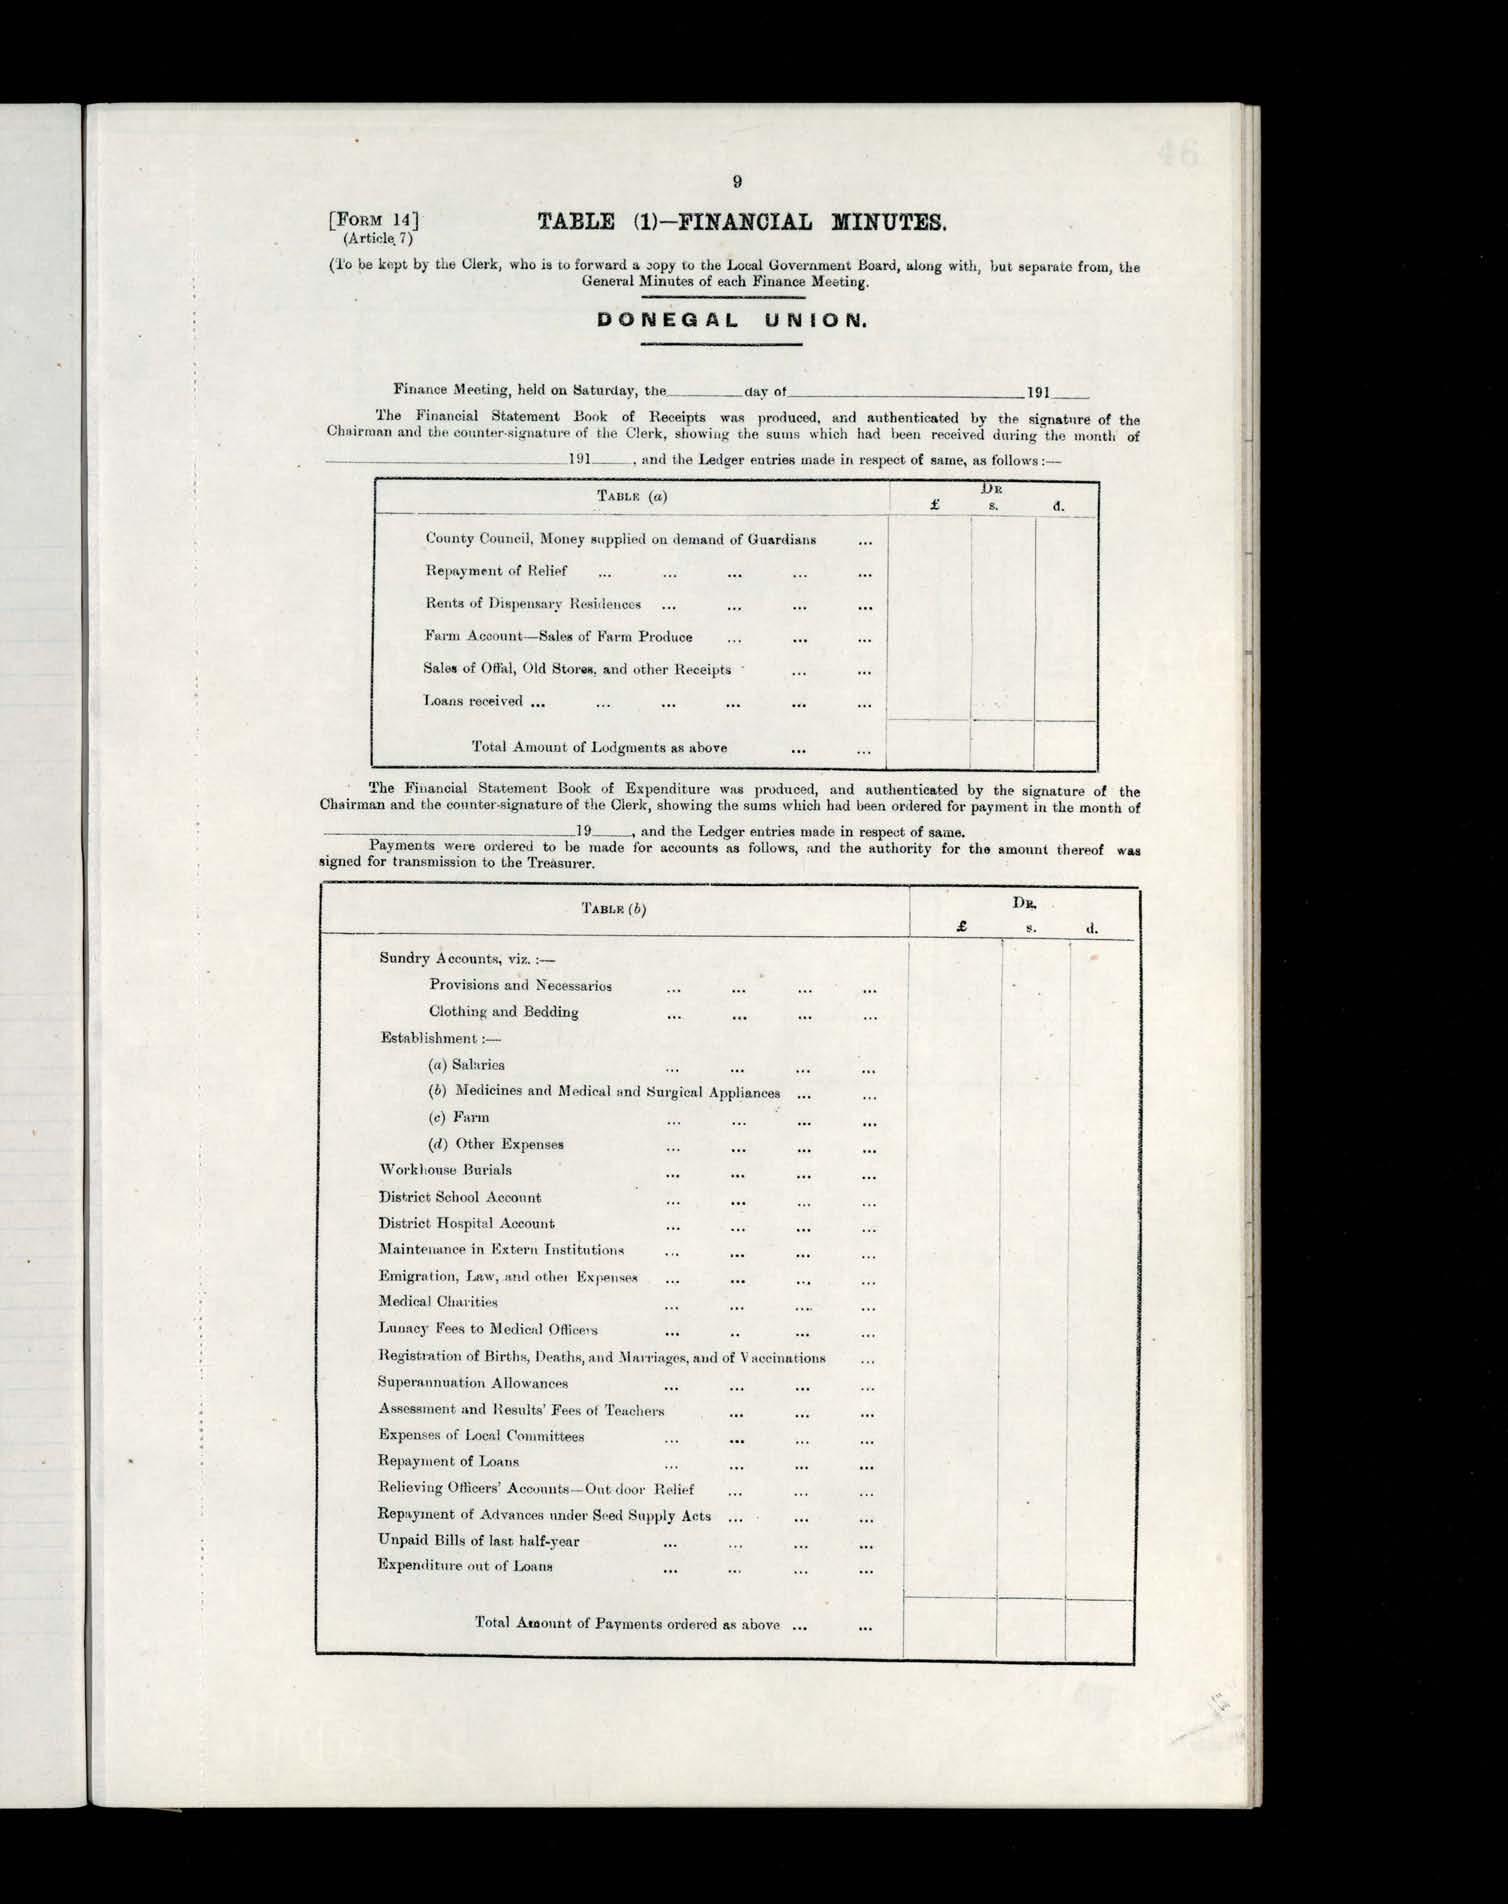 46
9
[FORM 14]
TABLE (1)—FINANCIAL MINUTES.
(Article 7)
(To be kept by the Clerk, who is to forward a copy to the Local Government Board, along with, but separate from, the
General Minutes of each Finance Meeting.
DONEGAL UNION.
Finance Meeting, held on Saturday, the________day of________________________191____
The Financial Statement Book of Receipts was produced, and authenticated by the signature of the
Chairman and the counter-signature of the Clerk, showing the sums which had been received during the month of
________________________191____, and the Ledger entries made in respect of same, as follows :—
TABLE (a)
DR
£ s. d.
County Council, Money supplied on demand of Guardians ...
Repayment of Relief ... ... ... ... ...
Rents of Dispensary Residences ... ... ... ...
Farm Account—Sales of Farm Produce ... ... ...
Sales of Offal, Old Stores, and other Receipts ... ...
Loans received ... ... ... ... ... ...
Total Amount of Lodgments as above ... ...
The Financial Statement Book of Expenditure was produced, and authenticated by the signature of the
Chairman and the counter-signature of the Clerk, showing the sums which had been ordered for payment in the month of
________________________19____, and the Ledger entries made in respect of same.
Payments were ordered to be made for accounts as follows, and the authority for the amount thereof was
signed for transmission to the Treasurer.
TABLE (b)
DR.
£ s. d.
Sundry Accounts, viz. :—
Provisions and Necessaries ... ... ... ...
Clothing and Bedding ... ... ... ...
Establishment :—
(a) Salaries ... ... ... ...
(b) Medicines and Medical and Surgical Appliances ... ...
(c) Farm ... ... ... ...
(d) Other Expenses ... ... ... ...
Workhouse Burials ... ... ... ...
District School Account ... ... ... ...
District Hospital Account ... ... ... ...
Maintenance in Extern Institutions ... ... ... ...
Emigration, Law, and other Expenses ... ... ... ...
Medical Charities ... ... .... ...
Lunacy Fees to Medical Officers ... .. ... ...
Registration of Births, Deaths, and Marriages, and of Vaccinations ...
Superannuation Allowances ... ... ... ...
Assessment and Results' Fees of Teachers ... ... ...
Expenses of Local Committees ... ... ... ...
Repayment of Loans ... ... ... ...
Relieving Officers' Accounts—Out door Relief ... ... ...
Repayment of Advances under Seed Supply Acts ... ... ...
Unpaid Bills of last half-year ... ... ... ...
Expenditure out of Loans ... ... ... ...
Total Amount of Payments ordered as above ... ...